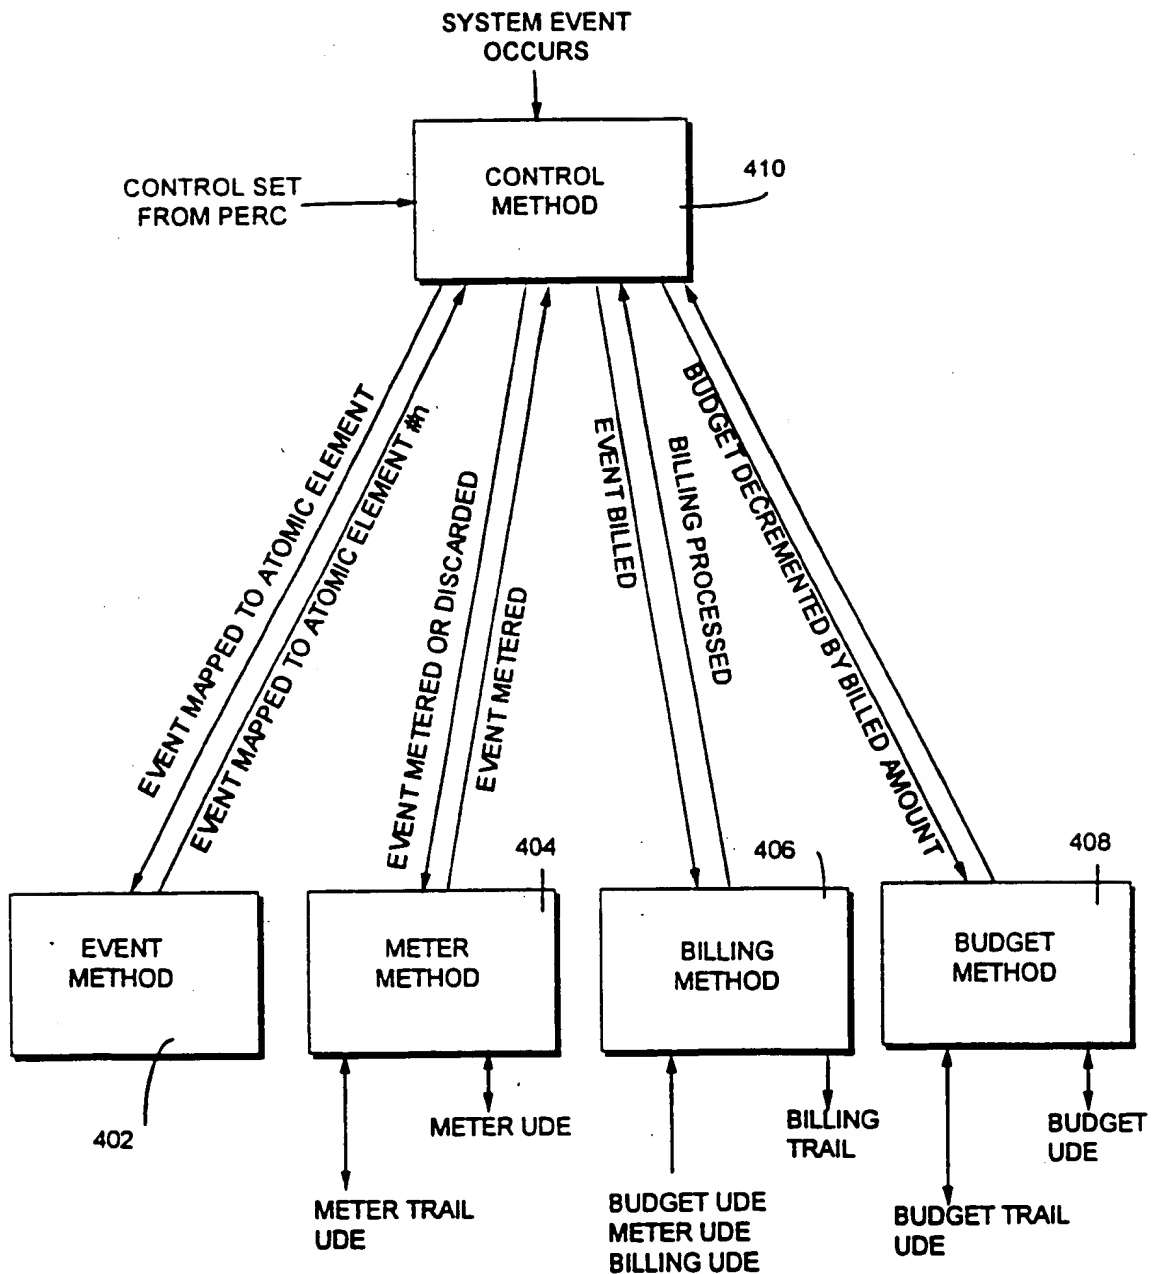 SYSTEM EVENT
OCCURS
CONTROL
METHOD
410
CONTROL SET
FROM PERC
EVENT MAPPED TO ATOMIC ELEMENT
EVENT MAPPED TO ATOMIC ELEMENT #n
EVENT METERED OR DISCARDED
EVENT METERED
EVENT BILLED
BILLING PROCESSED
BUDGET DECREMENTED BY BILLED AMOUNT
404
406
408
EVENT
METHOD
METER
METHOD
BILLING
METHOD
BUDGET
METHOD
402
METER UDE
BILLING
TRAIL
BUDGET
UDE
METER TRAIL
UDE
BUDGET UDE
METER UDE
BILLING UDE
BUDGET TRAIL
UDE